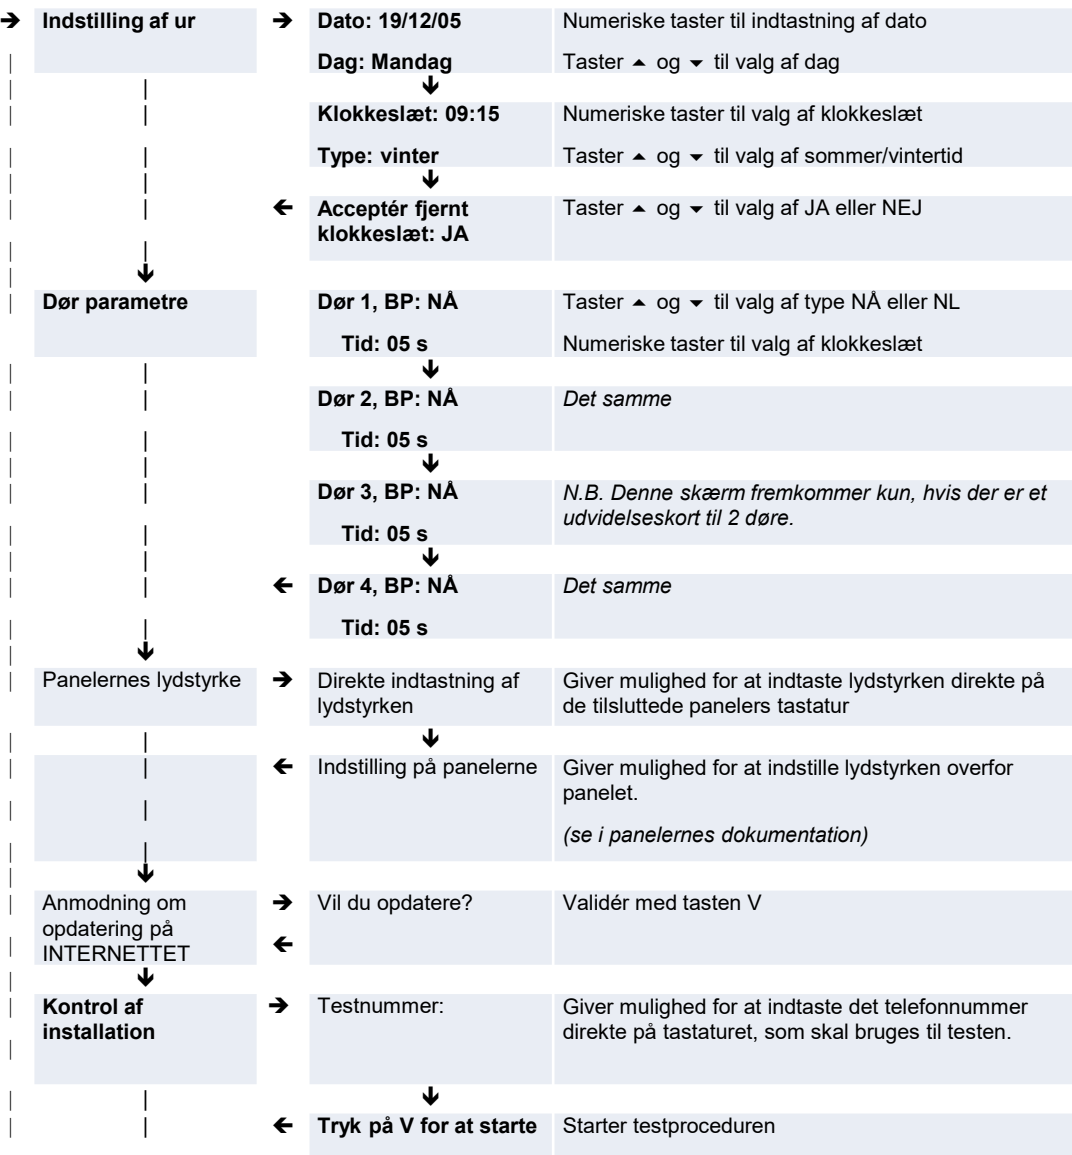 Indstilling af ur
Dato: 19/12/05
Numeriske taster til indtastning af dato
Dag: Mandag
Taster ▲ og ▼ til valg af dag
Klokkeslæt: 09:15
Numeriske taster til valg af klokkeslæt
Type: vinter
Taster ▲ og ▼ til valg af sommer/vintertid
Acceptér fjernt
klokkeslæt: JA
Taster ▲ og ▼ til valg af JA eller NEJ
Dør parametre
Dør 1, BP: NÅ
Taster ▲ og ▼ til valg af type NÅ eller NL
Tid: 05 s
Numeriske taster til valg af klokkeslæt
Dør 2, BP: NÅ
Det samme
Tid: 05 s
Dør 3, BP: NÅ
N.B. Denne skærm fremkommer kun, hvis der er et
udvidelseskort til 2 døre.
Tid: 05 s
Dør 4, BP: NÅ
Det samme
Tid: 05 s
Panelernes lydstyrke
Direkte indtastning af
lydstyrken
Giver mulighed for at indtaste lydstyrken direkte på
de tilsluttede panelers tastatur
Indstilling på panelerne
Giver mulighed for at indstille lydstyrken overfor
panelet.
(se i panelernes dokumentation)
Anmodning om
opdatering på
INTERNETTET
Vil du opdatere?
Validér med tasten V
Kontrol af
installation
Testnummer:
Giver mulighed for at indtaste det telefonnummer
direkte på tastaturet, som skal bruges til testen.
Tryk på V for at starte
Starter testproceduren